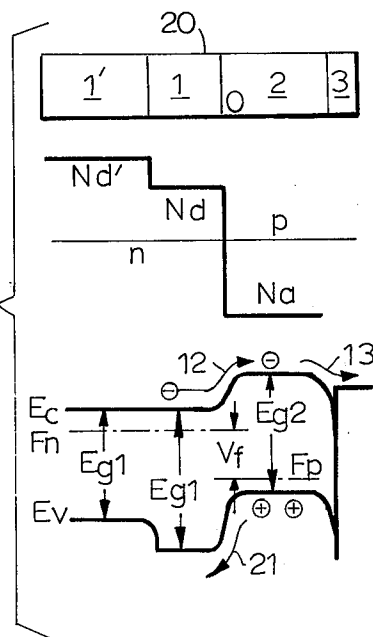 20
1' 1 0 2 3
Nd'
Nd
p
n
Na
12 13
Ec
Fn
Eg1
Eg1
Eg2
Vf
Fp
Ev
21